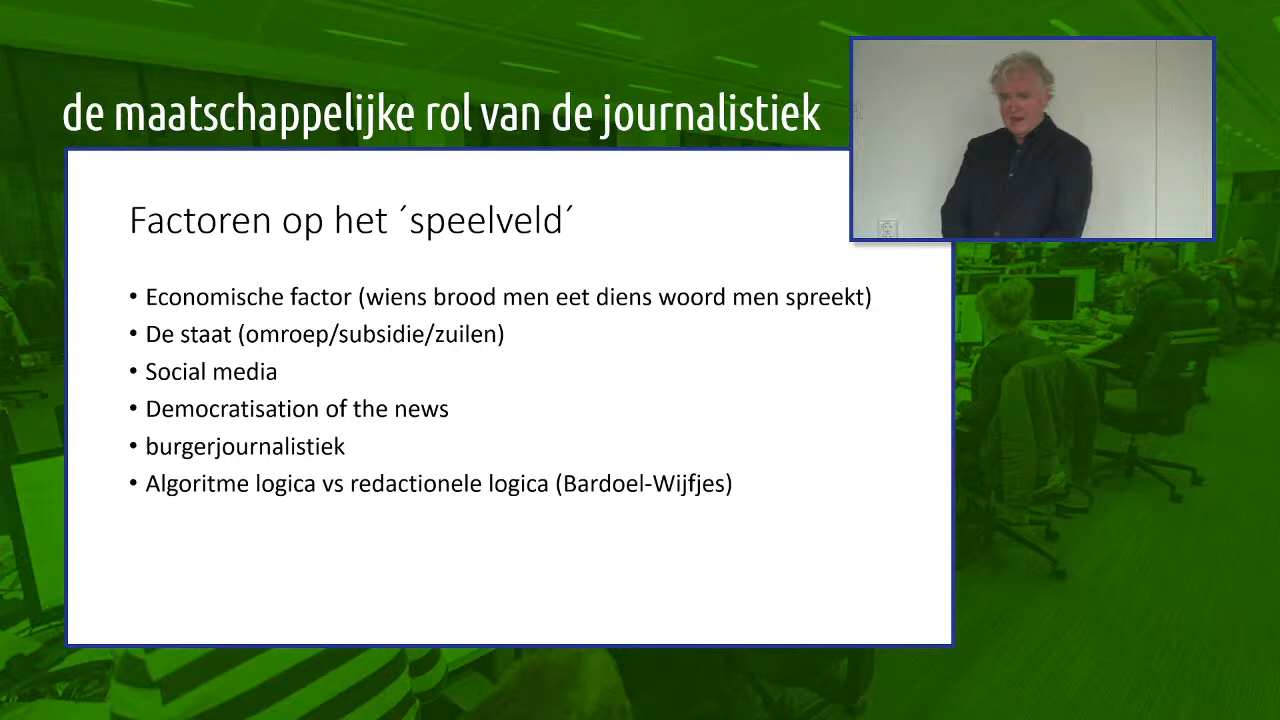 de maatschappelijke rol van de journalistiek
Factoren op het ´speelveld´
• Economische factor (wiens brood men eet diens woord men spreekt)
• De staat (omroep/subsidie/zuilen)
• Social media
• Democratisation of the news
• burgerjournalistiek
• Algoritme logica vs redactionele logica (Bardoel-Wijfjes)